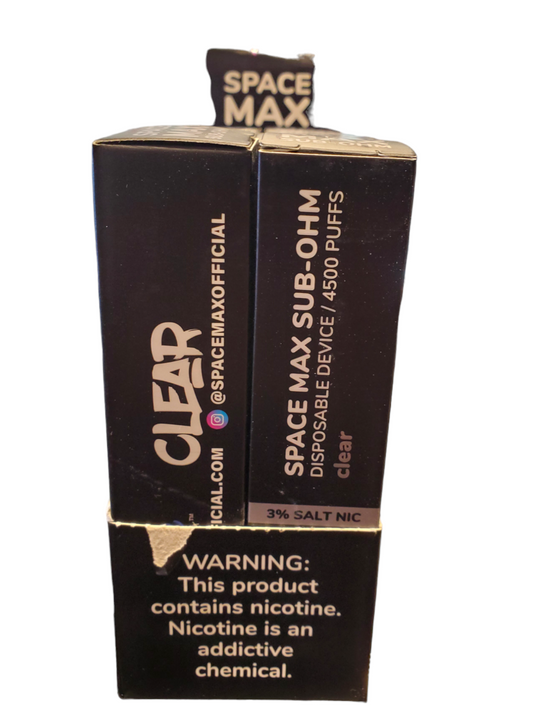 SPACE
MAX
CLEAR
FICIAL.COM @SPACEMAXOFFICIAL
SPACE MAX SUB-OHM
DISPOSABLE DEVICE / 4500 PUFFS
clear
3% SALT NIC
WARNING:
This product
contains nicotine.
Nicotine is an
addictive
chemical.